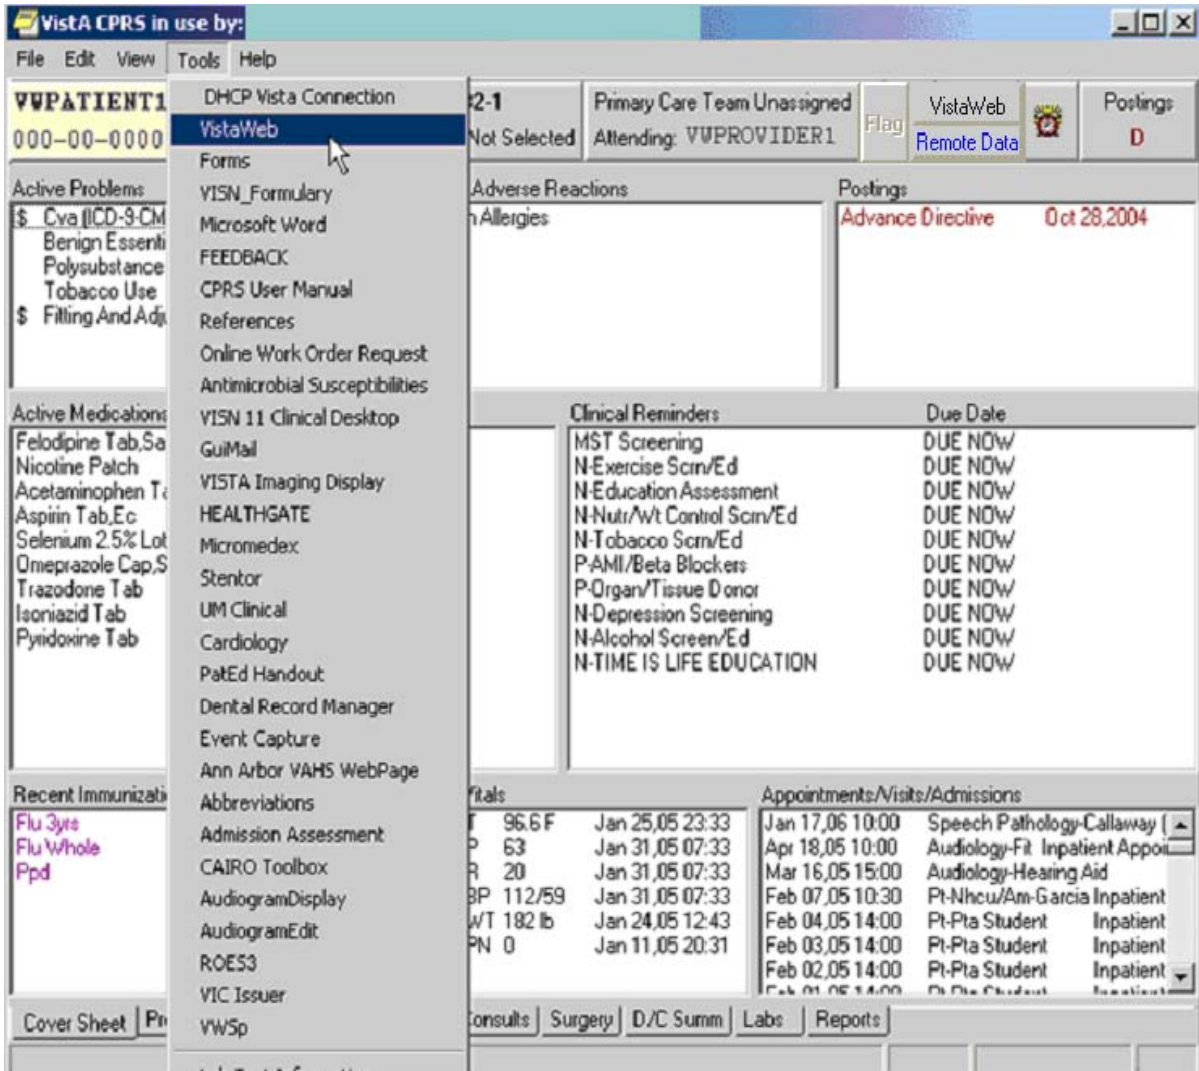 VistA CPRS in use by:
File Edit View Tools Help
VWPATIENT1
000-00-0000
2-1
Not Selected
Primary Care Team Unassigned
Attending: VWPROVIDER1
Flag
VistaWeb
Remote Data
Postings
D
DHCP Vista Connection
VistaWeb
Forms
VISN_Formulary
Microsoft Word
FEEDBACK
CPRS User Manual
References
Online Work Order Request
Antimicrobial Susceptibilities
VISN 11 Clinical Desktop
GuiMail
VISTA Imaging Display
HEALTHGATE
Micromedex
Stentor
UM Clinical
Cardiology
PatEd Handout
Dental Record Manager
Event Capture
Ann Arbor VAHS WebPage
Abbreviations
Admission Assessment
CAIRO Toolbox
AudiogramDisplay
AudiogramEdit
ROES3
VIC Issuer
VWSp
Active Problems
$ Cva (ICD-9-CM
Benign Essenti
Polysubstance
Tobacco Use
$ Fitting And Adju
Adverse Reactions
Allergies
Postings
Advance Directive Oct 28,2004
Active Medications
Felodipine Tab,Sa
Nicotine Patch
Acetaminophen Ta
Aspirin Tab,Ec
Selenium 2.5% Lot
Omeprazole Cap,S
Trazodone Tab
Isoniazid Tab
Pyridoxine Tab
Clinical Reminders Due Date
MST Screening DUE NOW
N-Exercise Scrn/Ed DUE NOW
N-Education Assessment DUE NOW
N-Nutr/Wt Control Scrn/Ed DUE NOW
N-Tobacco Scrn/Ed DUE NOW
P-AMI/Beta Blockers DUE NOW
P-Organ/Tissue Donor DUE NOW
N-Depression Screening DUE NOW
N-Alcohol Screen/Ed DUE NOW
N-TIME IS LIFE EDUCATION DUE NOW
Recent Immunizati
Flu 3yrs
Flu Whole
Ppd
Vitals
T 96.6 F Jan 25,05 23:33
P 63 Jan 31,05 07:33
R 20 Jan 31,05 07:33
BP 112/59 Jan 31,05 07:33
WT 182 lb Jan 24,05 12:43
PN 0 Jan 11,05 20:31
Appointments/Visits/Admissions
Jan 17,06 10:00 Speech Pathology-Callaway (
Apr 18,05 10:00 Audiology-Fit Inpatient Appoin
Mar 16,05 15:00 Audiology-Hearing Aid
Feb 07,05 10:30 Pt-Nhcu/Am-Garcia Inpatient
Feb 04,05 14:00 Pt-Pta Student Inpatient
Feb 03,05 14:00 Pt-Pta Student Inpatient
Feb 02,05 14:00 Pt-Pta Student Inpatient
Cover Sheet Pr Consults Surgery D/C Summ Labs Reports